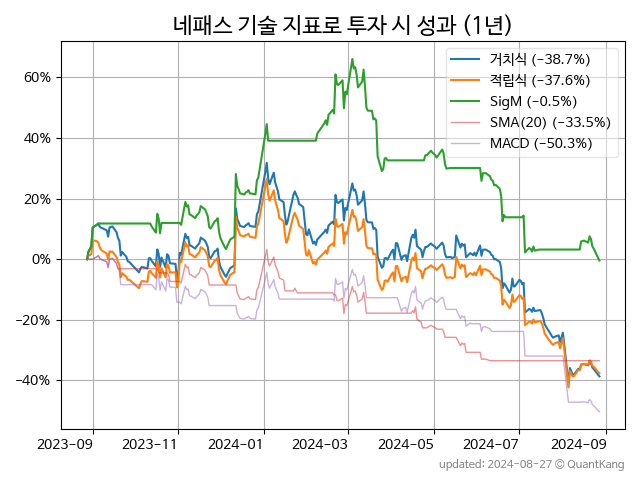 네패스 기술 지표로 투자 시 성과 (1년)
거치식 (−38.7%)
적립식 (−37.6%)
SigM (−0.5%)
SMA(20) (−33.5%)
MACD (−50.3%)
60%
40%
20%
0%
−20%
−40%
2023-09
2023-11
2024-01
2024-03
2024-05
2024-07
2024-09
updated: 2024-08-27 © QuantKang